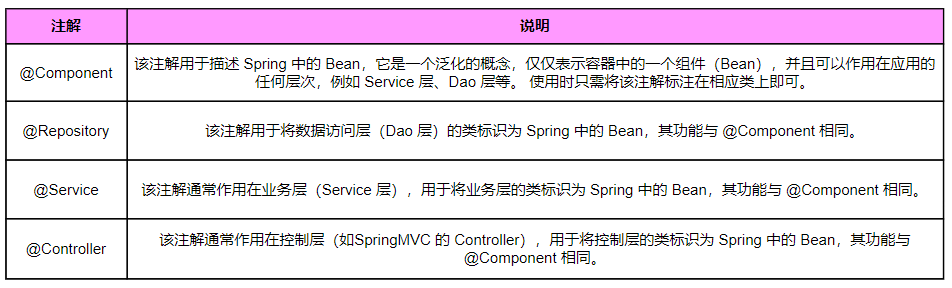 注解 说明
@Component 该注解用于描述 Spring 中的 Bean，它是一个泛化的概念，仅仅表示容器中的一个组件（Bean），并且可以作用在应用的
任何层次，例如 Service 层、Dao 层等。 使用时只需将该注解标注在相应类上即可。
@Repository 该注解用于将数据访问层（Dao 层）的类标识为 Spring 中的 Bean，其功能与 @Component 相同。
@Service 该注解通常作用在业务层（Service 层），用于将业务层的类标识为 Spring 中的 Bean，其功能与 @Component 相同。
@Controller 该注解通常作用在控制层（如SpringMVC 的 Controller），用于将控制层的类标识为 Spring 中的 Bean，其功能与
@Component 相同。